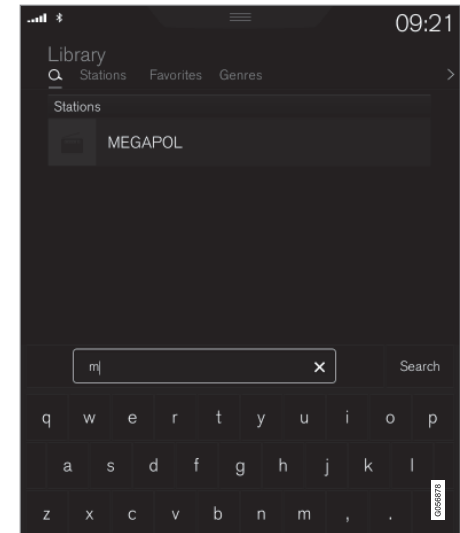 09:21
Library
Stations Favorites Genres >
Stations
MEGAPOL
m × Search
q w e r t y u i o p
a s d f g h j k l
z x c v b n m , .
G056878